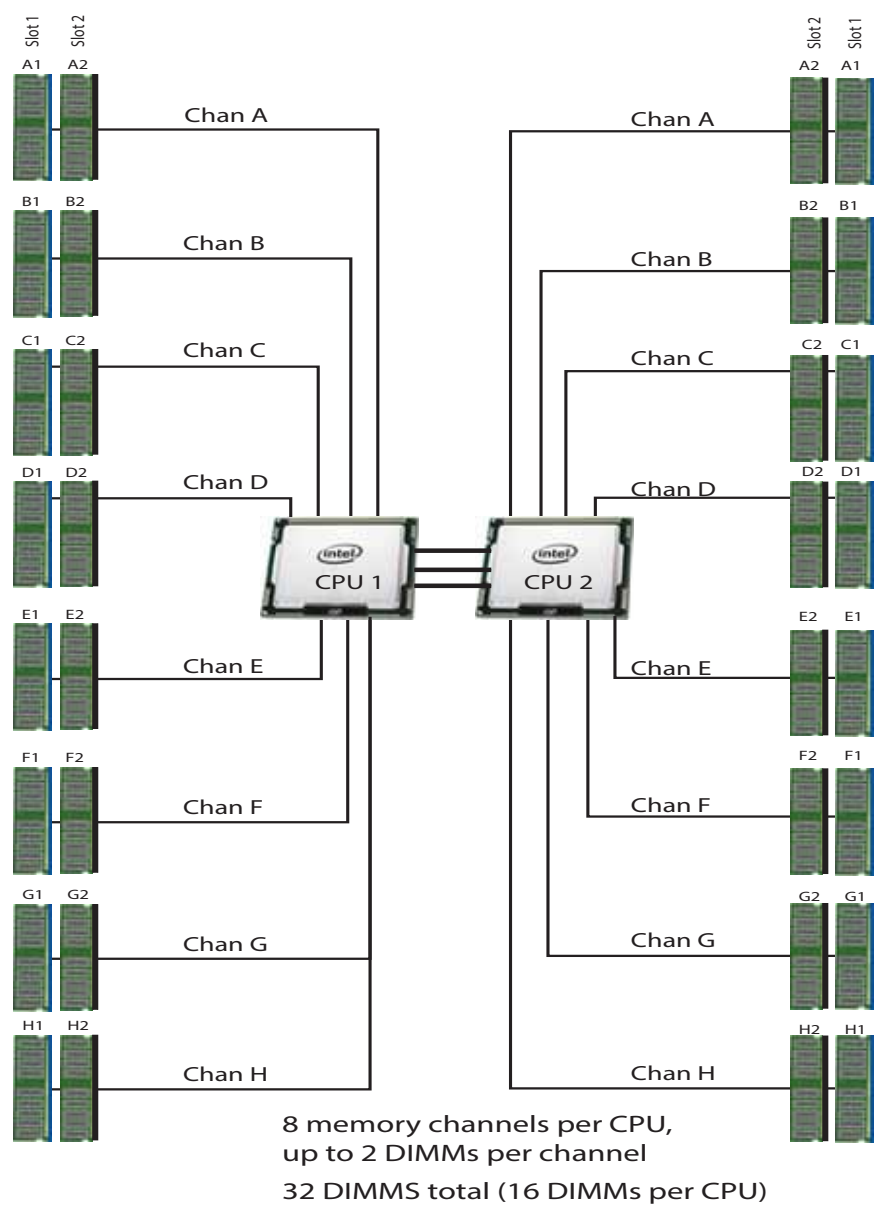 Slot 1 Slot 2 Slot 2 Slot 1
A1 A2 A2 A1
Chan A Chan A
B1 B2 B2 B1
Chan B Chan B
C1 C2 C2 C1
Chan C Chan C
D1 D2 D2 D1
Chan D Chan D
intel intel
CPU 1 CPU 2
E1 E2 E2 E1
Chan E Chan E
F1 F2 F2 F1
Chan F Chan F
G1 G2 G2 G1
Chan G Chan G
H1 H2 H2 H1
Chan H Chan H
8 memory channels per CPU,
up to 2 DIMMs per channel
32 DIMMS total (16 DIMMs per CPU)